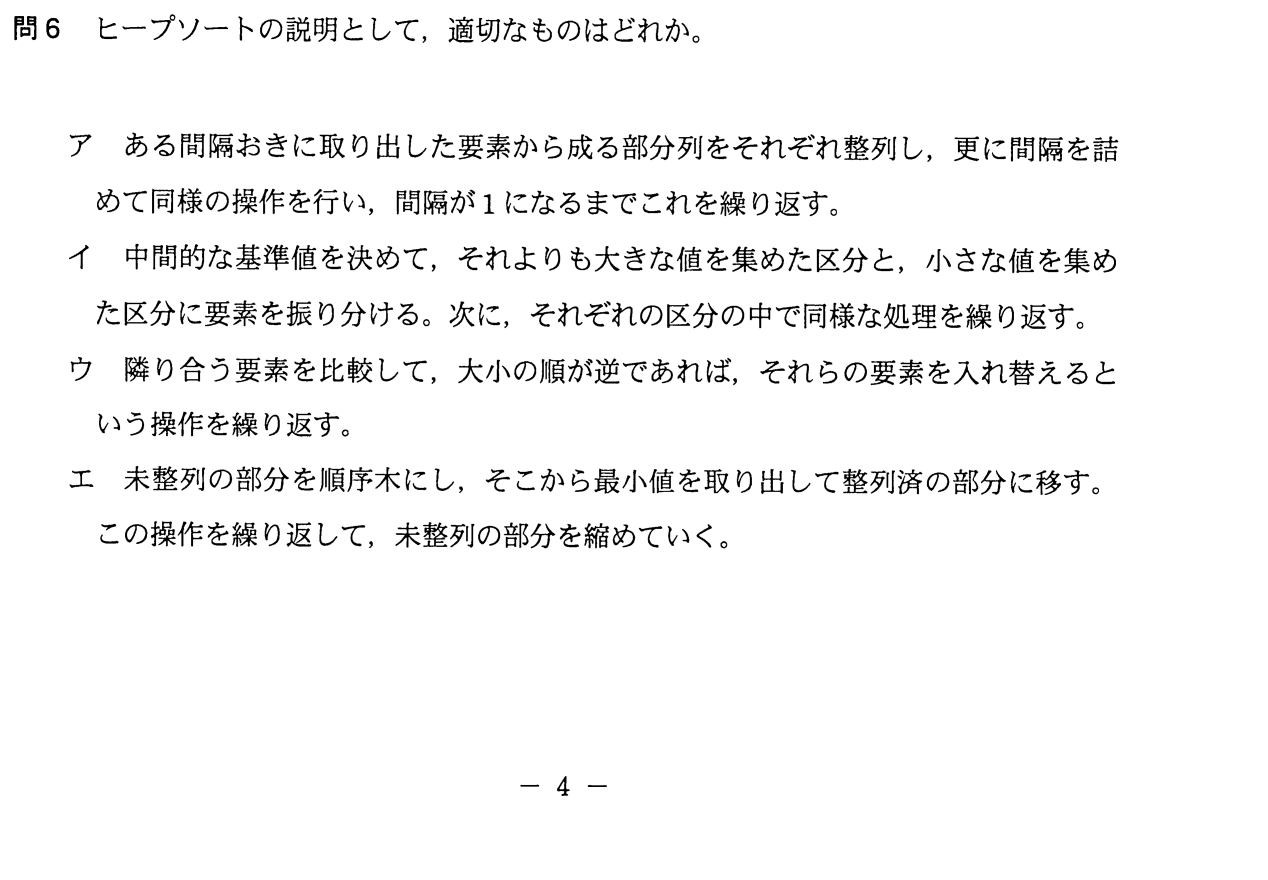 問6 ヒープソートの説明として，適切なものはどれか。
ア ある間隔おきに取り出した要素から成る部分列をそれぞれ整列し，更に間隔を詰
めて同様の操作を行い，間隔が1になるまでこれを繰り返す。
イ 中間的な基準値を決めて，それよりも大きな値を集めた区分と，小さな値を集め
た区分に要素を振り分ける。次に，それぞれの区分の中で同様な処理を繰り返す。
ウ 隣り合う要素を比較して，大小の順が逆であれば，それらの要素を入れ替えると
いう操作を繰り返す。
エ 未整列の部分を順序木にし，そこから最小値を取り出して整列済の部分に移す。
この操作を繰り返して，未整列の部分を縮めていく。
－ 4 －